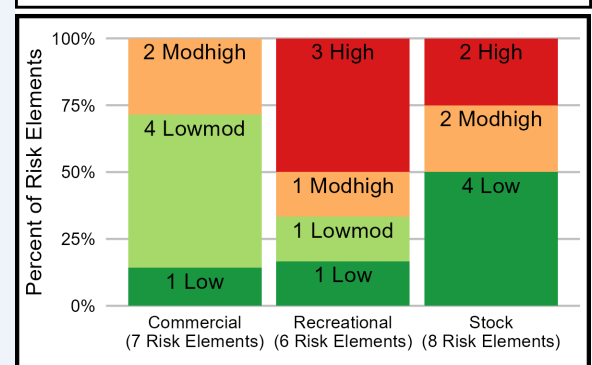 Percent of Risk Elements
100%
75%
50%
25%
0%
2 Modhigh
4 Lowmod
1 Low
3 High
1 Modhigh
1 Lowmod
1 Low
2 High
2 Modhigh
4 Low
Commercial
(7 Risk Elements)
Recreational
(6 Risk Elements)
Stock
(8 Risk Elements)